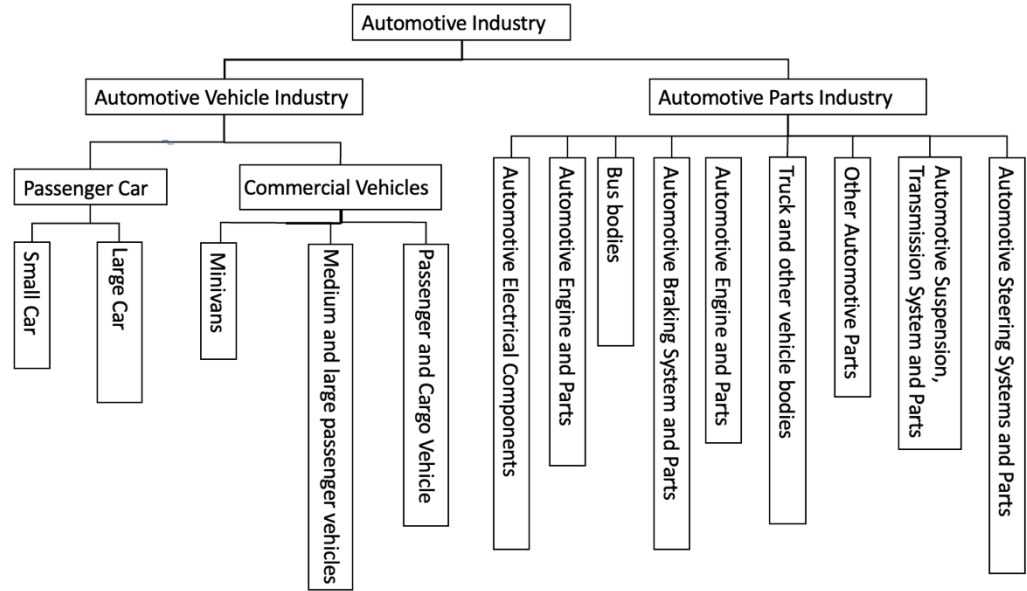 Automotive Industry
Automotive Vehicle Industry
Automotive Parts Industry
Passenger Car
Commercial Vehicles
Small Car
Large Car
Minivans
Medium and large passenger vehicles
Passenger and Cargo Vehicle
Automotive Electrical Components
Automotive Engine and Parts
Bus bodies
Automotive Braking System and Parts
Automotive Engine and Parts
Truck and other vehicle bodies
Other Automotive Parts
Automotive Suspension,
Transmission System and Parts
Automotive Steering Systems and Parts